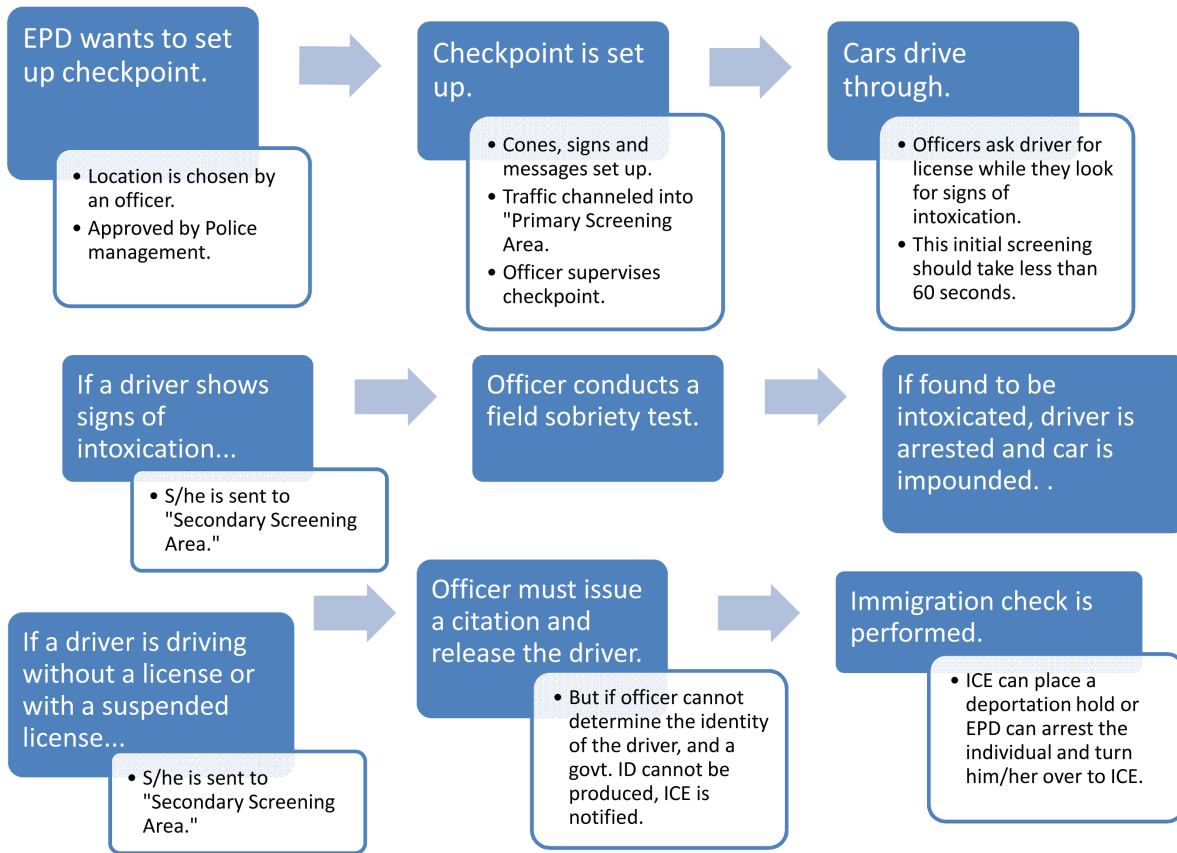 EPD wants to set
up checkpoint.
• Location is chosen by
an officer.
• Approved by Police
management.
Checkpoint is set
up.
• Cones, signs and
messages set up.
• Traffic channeled into
"Primary Screening
Area.
• Officer supervises
checkpoint.
Cars drive
through.
• Officers ask driver for
license while they look
for signs of
intoxication.
• This initial screening
should take less than
60 seconds.
If a driver shows
signs of
intoxication...
• S/he is sent to
"Secondary Screening
Area."
Officer conducts a
field sobriety test.
If found to be
intoxicated, driver is
arrested and car is
impounded. .
If a driver is driving
without a license or
with a suspended
license...
• S/he is sent to
"Secondary Screening
Area."
Officer must issue
a citation and
release the driver.
• But if officer cannot
determine the identity
of the driver, and a
govt. ID cannot be
produced, ICE is
notified.
Immigration check is
performed.
• ICE can place a
deportation hold or
EPD can arrest the
individual and turn
him/her over to ICE.